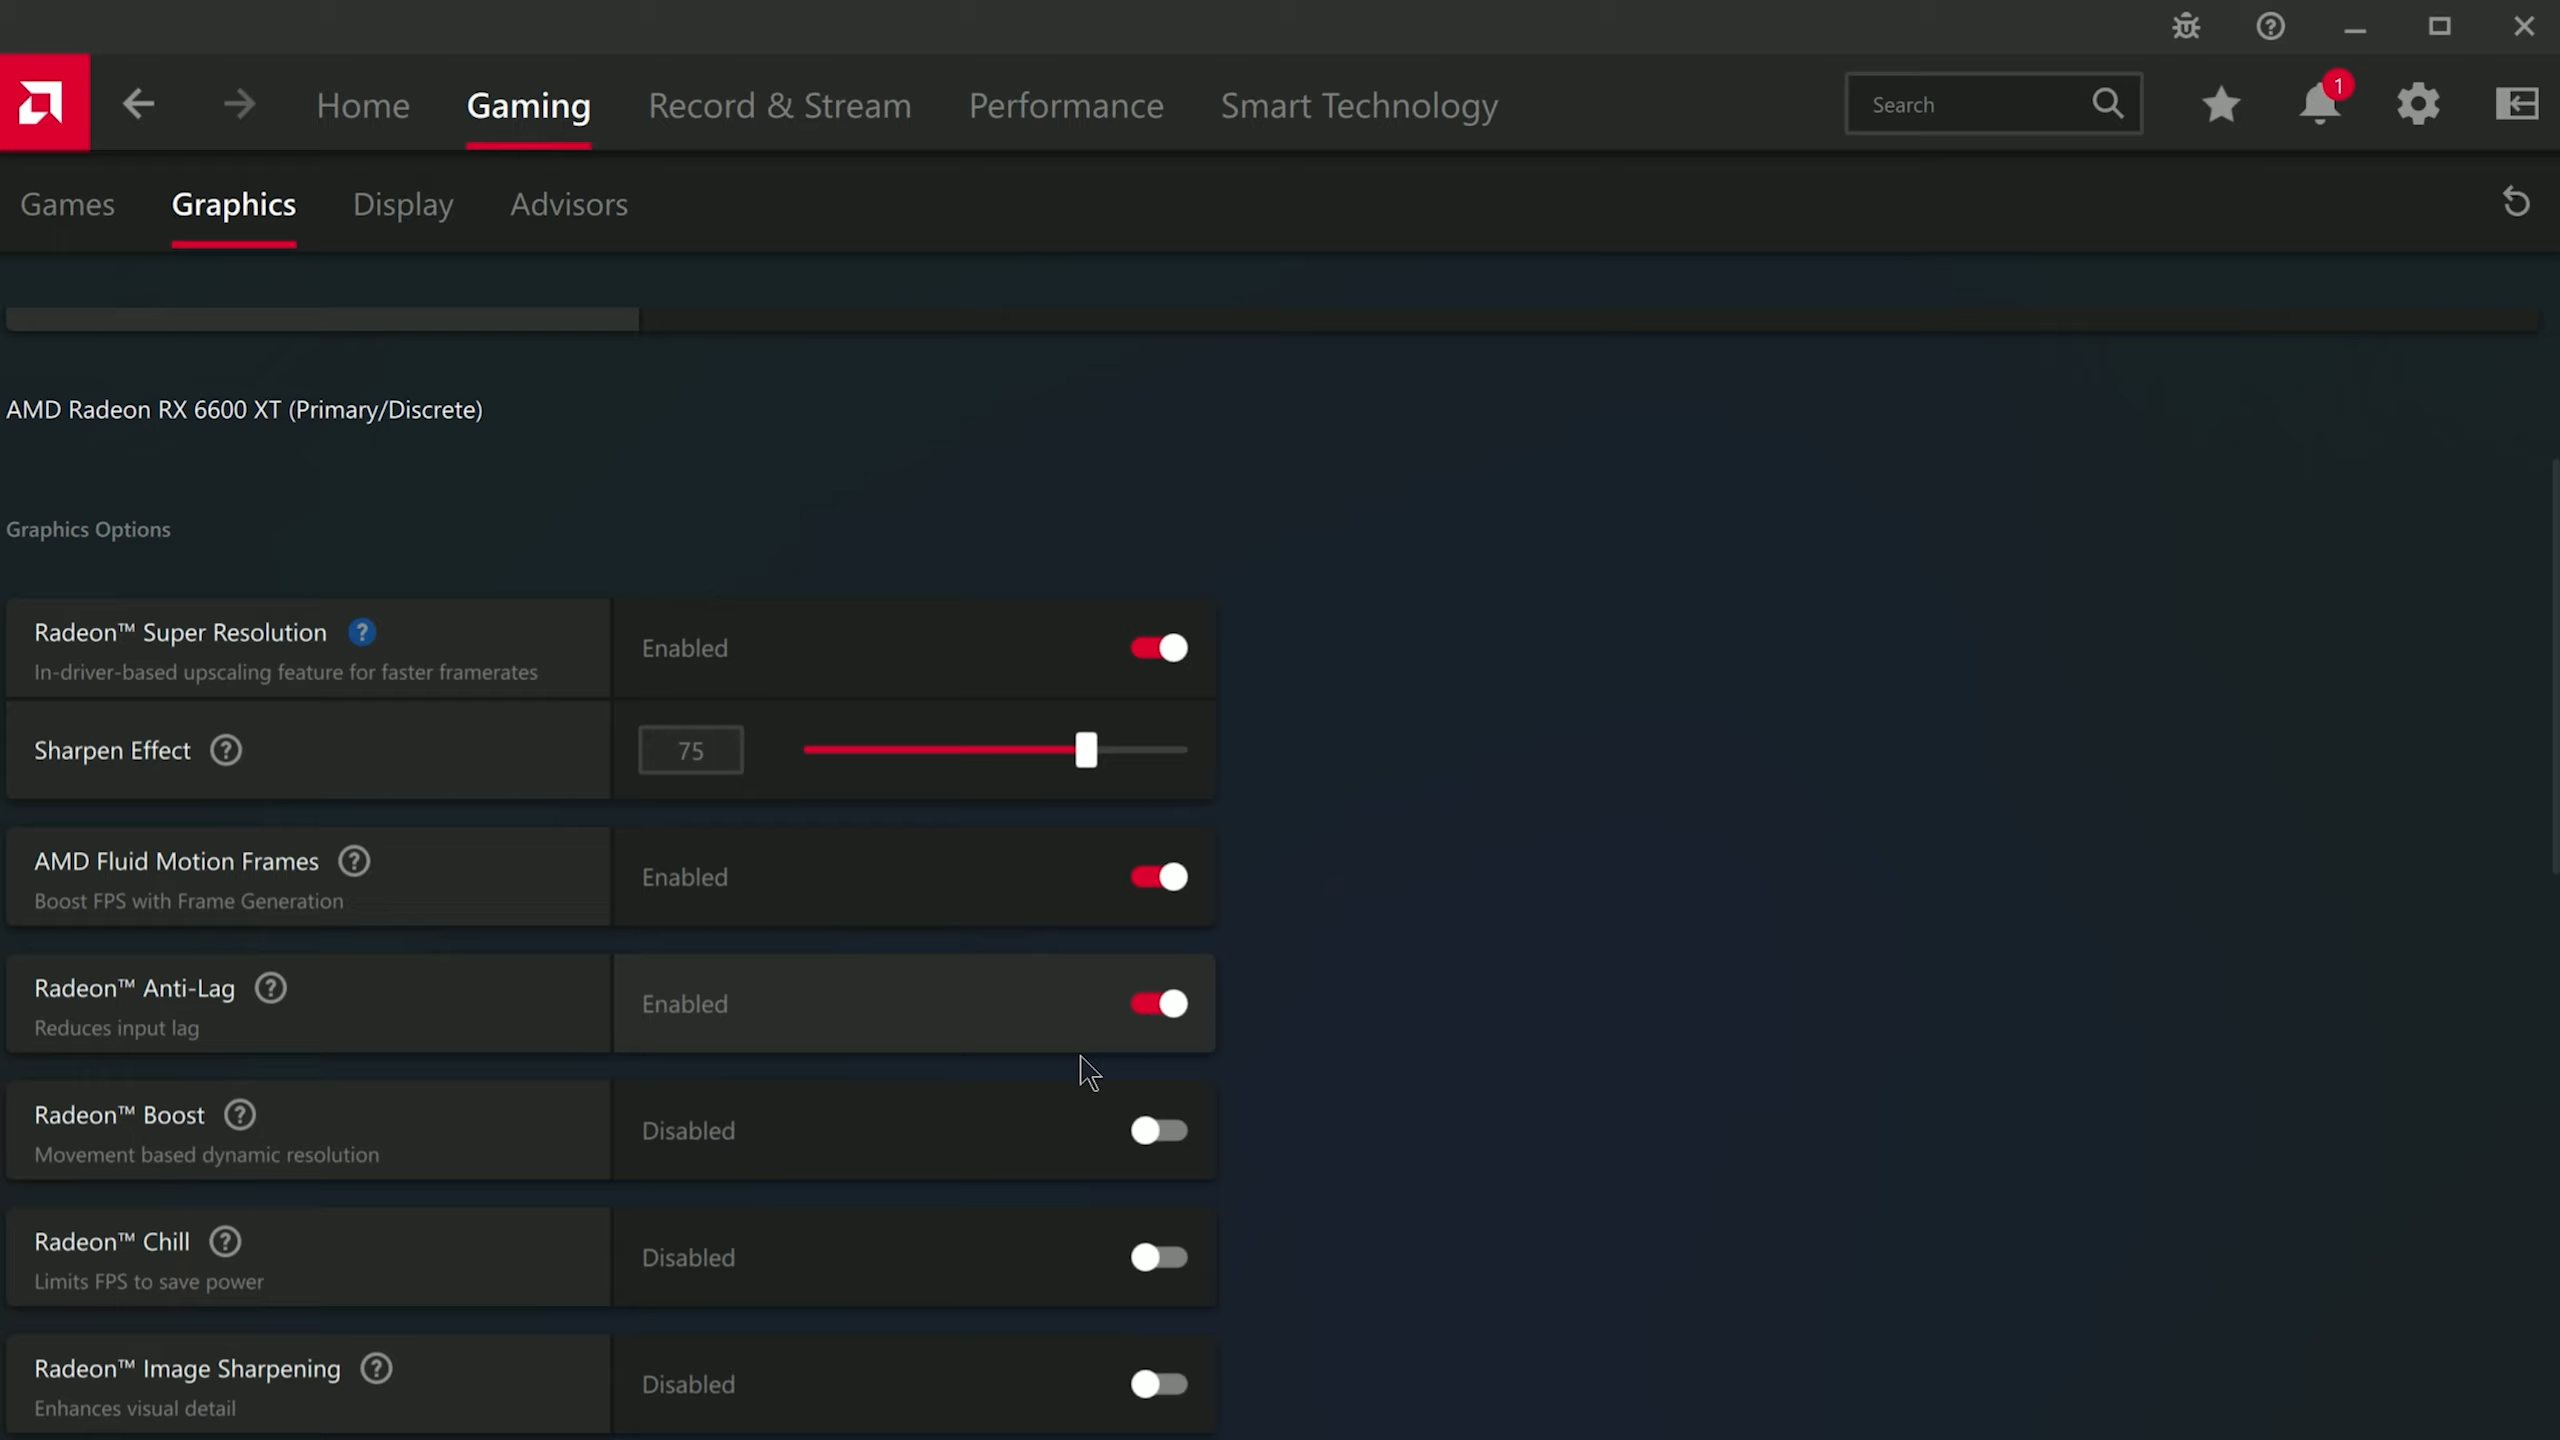 Home
Gaming
Record & Stream
Performance
Smart Technology
Search
1
Games
Graphics
Display
Advisors
AMD Radeon RX 6600 XT (Primary/Discrete)
Graphics Options
Radeon™ Super Resolution ?
In-driver-based upscaling feature for faster framerates
Enabled
Sharpen Effect ?
75
AMD Fluid Motion Frames ?
Boost FPS with Frame Generation
Enabled
Radeon™ Anti-Lag ?
Reduces input lag
Enabled
Radeon™ Boost ?
Movement based dynamic resolution
Disabled
Radeon™ Chill ?
Limits FPS to save power
Disabled
Radeon™ Image Sharpening ?
Enhances visual detail
Disabled